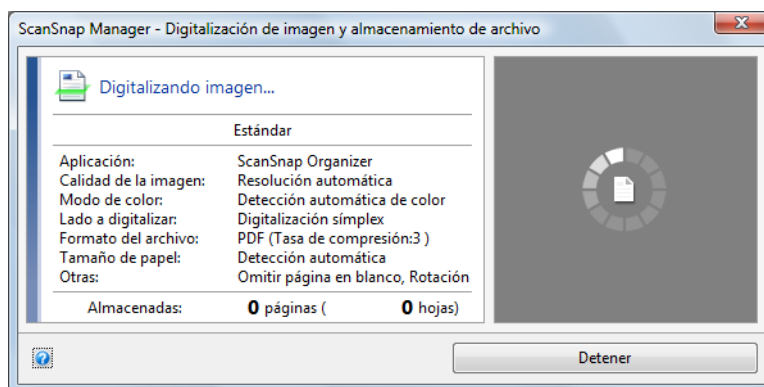 ScanSnap Manager - Digitalización de imagen y almacenamiento de archivo
Digitalizando imagen...
Estándar
Aplicación: ScanSnap Organizer
Calidad de la imagen: Resolución automática
Modo de color: Detección automática de color
Lado a digitalizar: Digitalización símplex
Formato del archivo: PDF (Tasa de compresión:3 )
Tamaño de papel: Detección automática
Otras: Omitir página en blanco, Rotación
Almacenadas: 0 páginas ( 0 hojas)
Detener